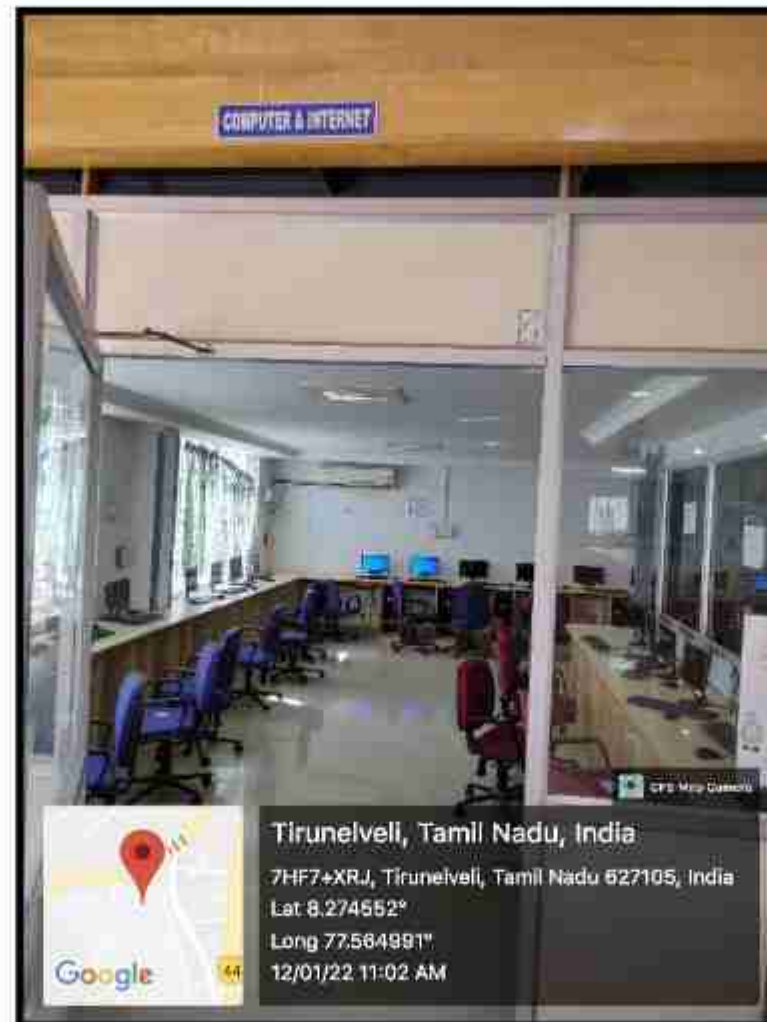 COMPUTER & INTERNET
GPS Map Camera
Tirunelveli, Tamil Nadu, India
7HF7+XRJ, Tirunelveli, Tamil Nadu 627105, India
Lat 8.274552°
Long 77.564991°
12/01/22 11:02 AM
Google
44